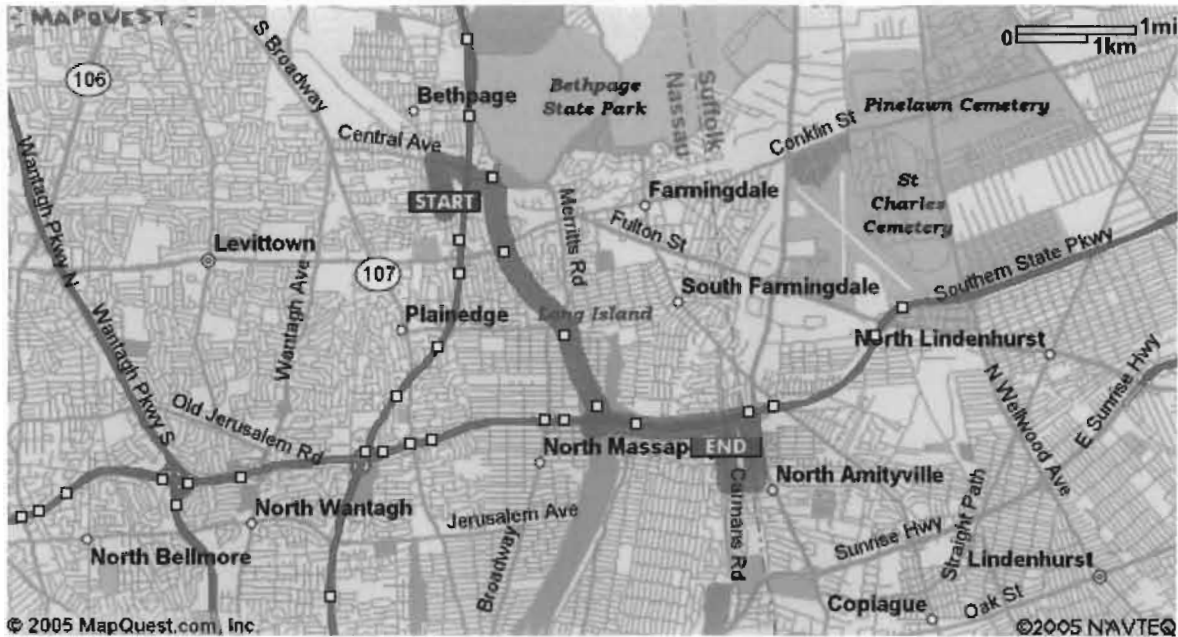 MAPQUEST
106
S Broadway
Bethpage
Bethpage
State Park
Nassau
Suffolk
0 1mi
1km
Pinelawn Cemetery
Conklin St
Central Ave
Wantagh Pkwy N
START
Merritts Rd
Farmingdale
St
Charles
Cemetery
Fulton St
Levittown
107
Wantagh Ave
Southern State Pkwy
South Farmingdale
Long Island
Plainedge
North Lindenhurst
Wantagh Pkwy S
Old Jerusalem Rd
N Wellwood Ave
E Sunrise Hwy
North Massap
END
North Amityville
Carmans Rd
North Wantagh
Jerusalem Ave
Broadway
Sunrise Hwy
Straight Path
North Bellmore
Lindenhurst
Copiague
Oak St
© 2005 MapQuest.com, Inc.
©2005 NAVTEQ